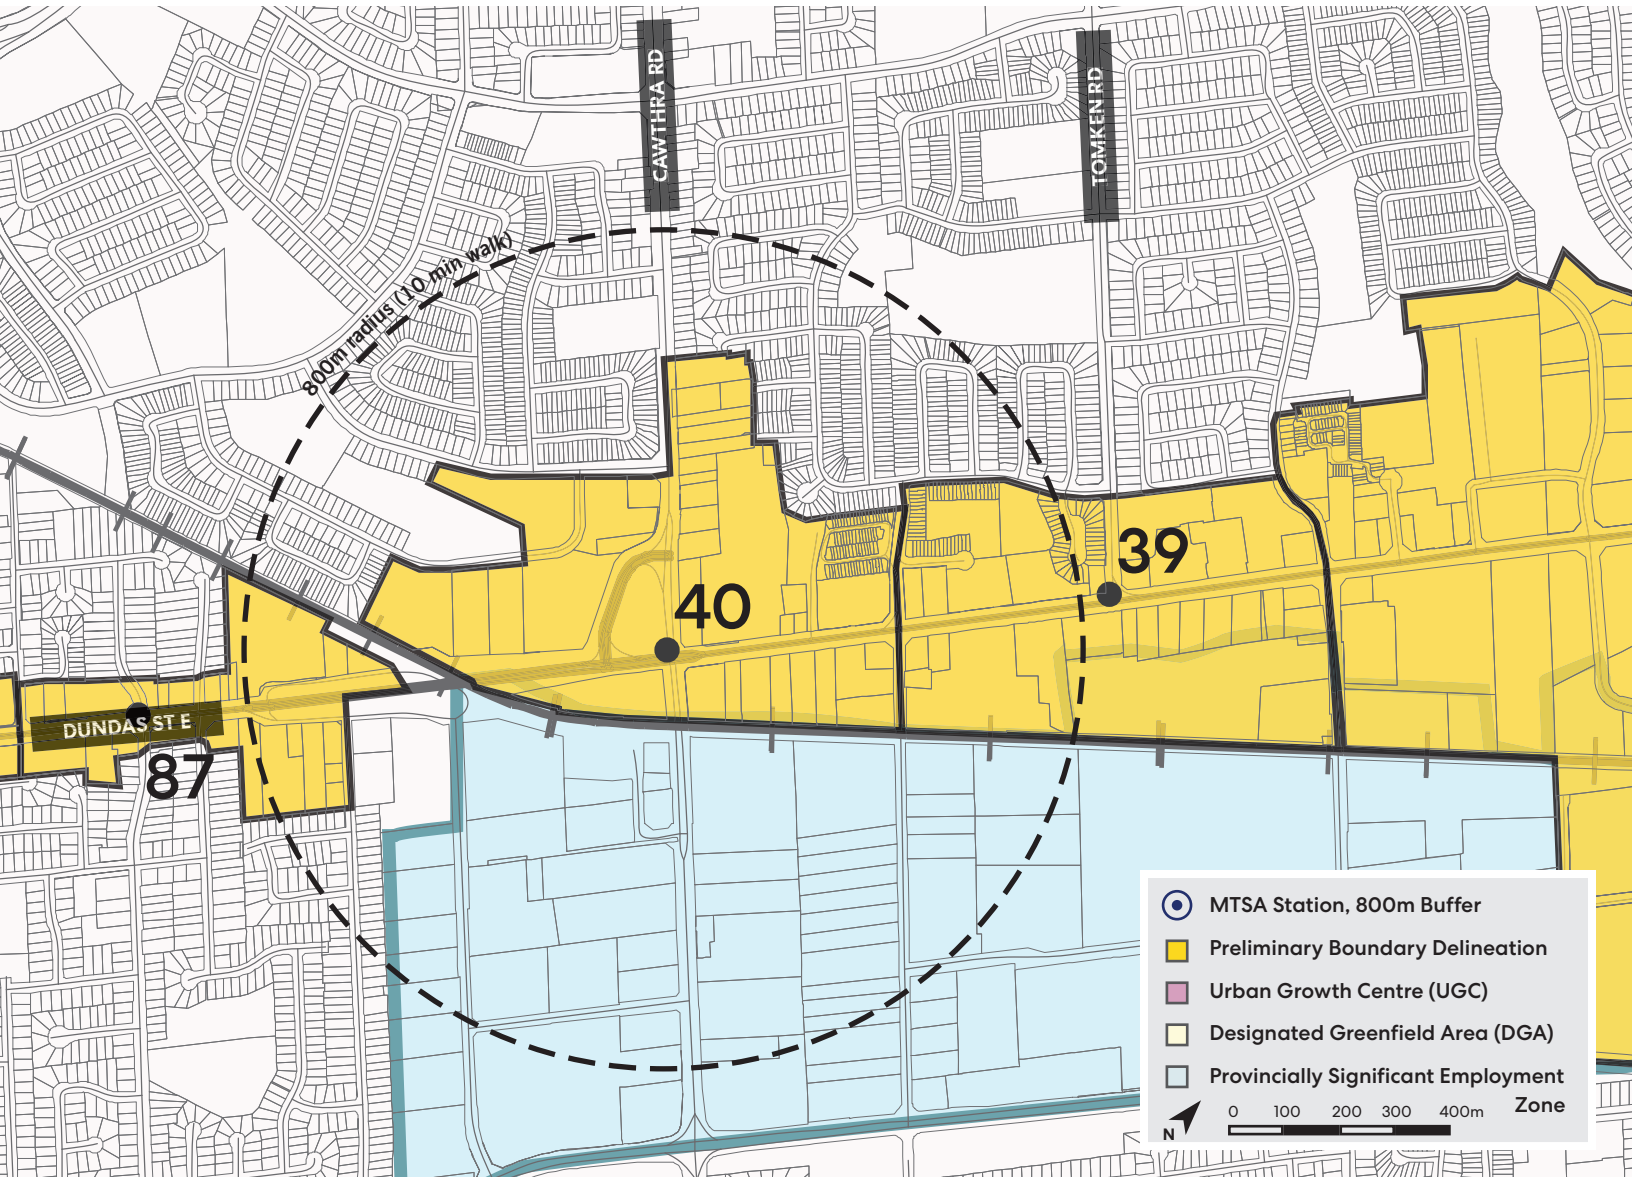 CAWTHRA RD
TOMKEN RD
800m radius (10 min walk)
39
40
DUNDAS ST E
87
MTSA Station, 800m Buffer
Preliminary Boundary Delineation
Urban Growth Centre (UGC)
Designated Greenfield Area (DGA)
Provincially Significant Employment
Zone
N
0 100 200 300 400m